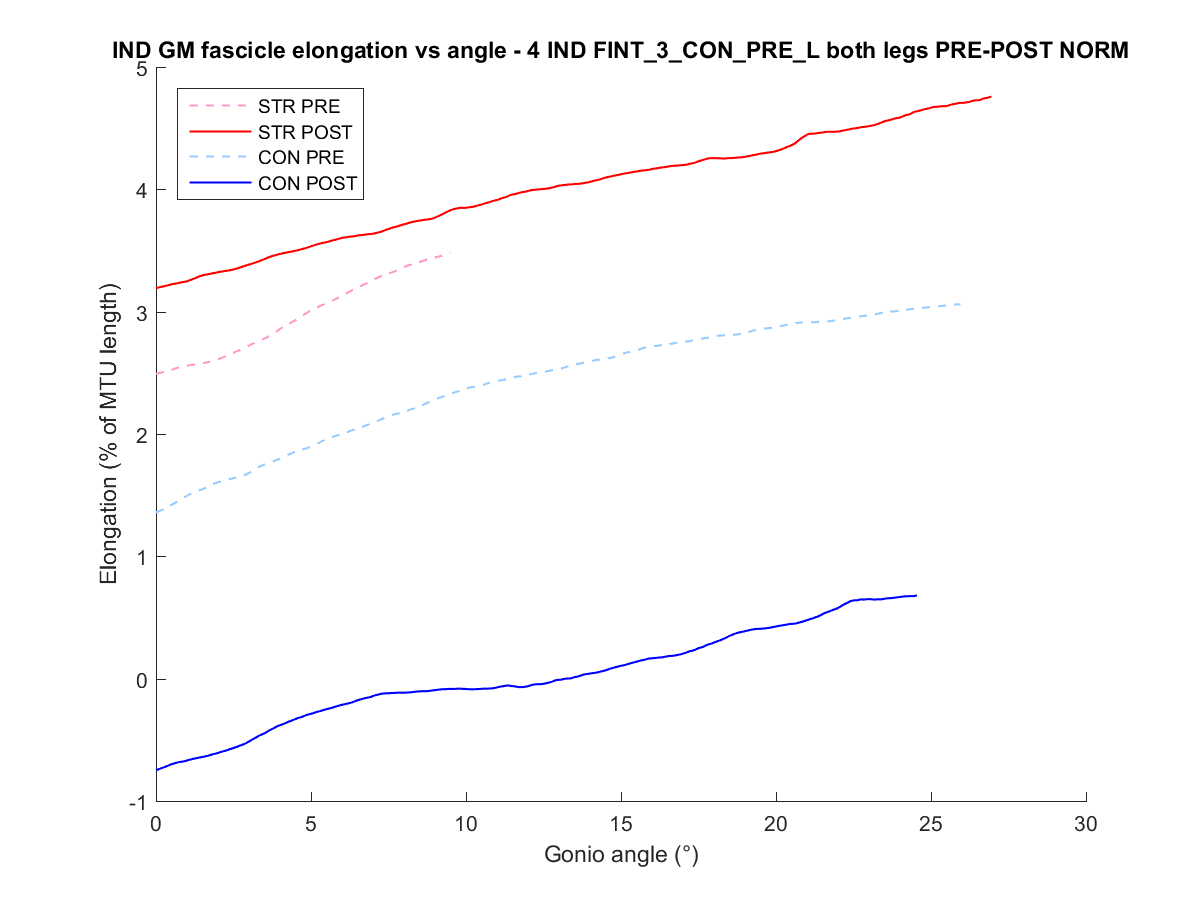 IND GM fascicle elongation vs angle - 4 IND FINT_3_CON_PRE_L both legs PRE-POST NORM
5
4
3
2
1
0
-1
STR PRE
STR POST
CON PRE
CON POST
Elongation (% of MTU length)
0 5 10 15 20 25 30
Gonio angle (°)